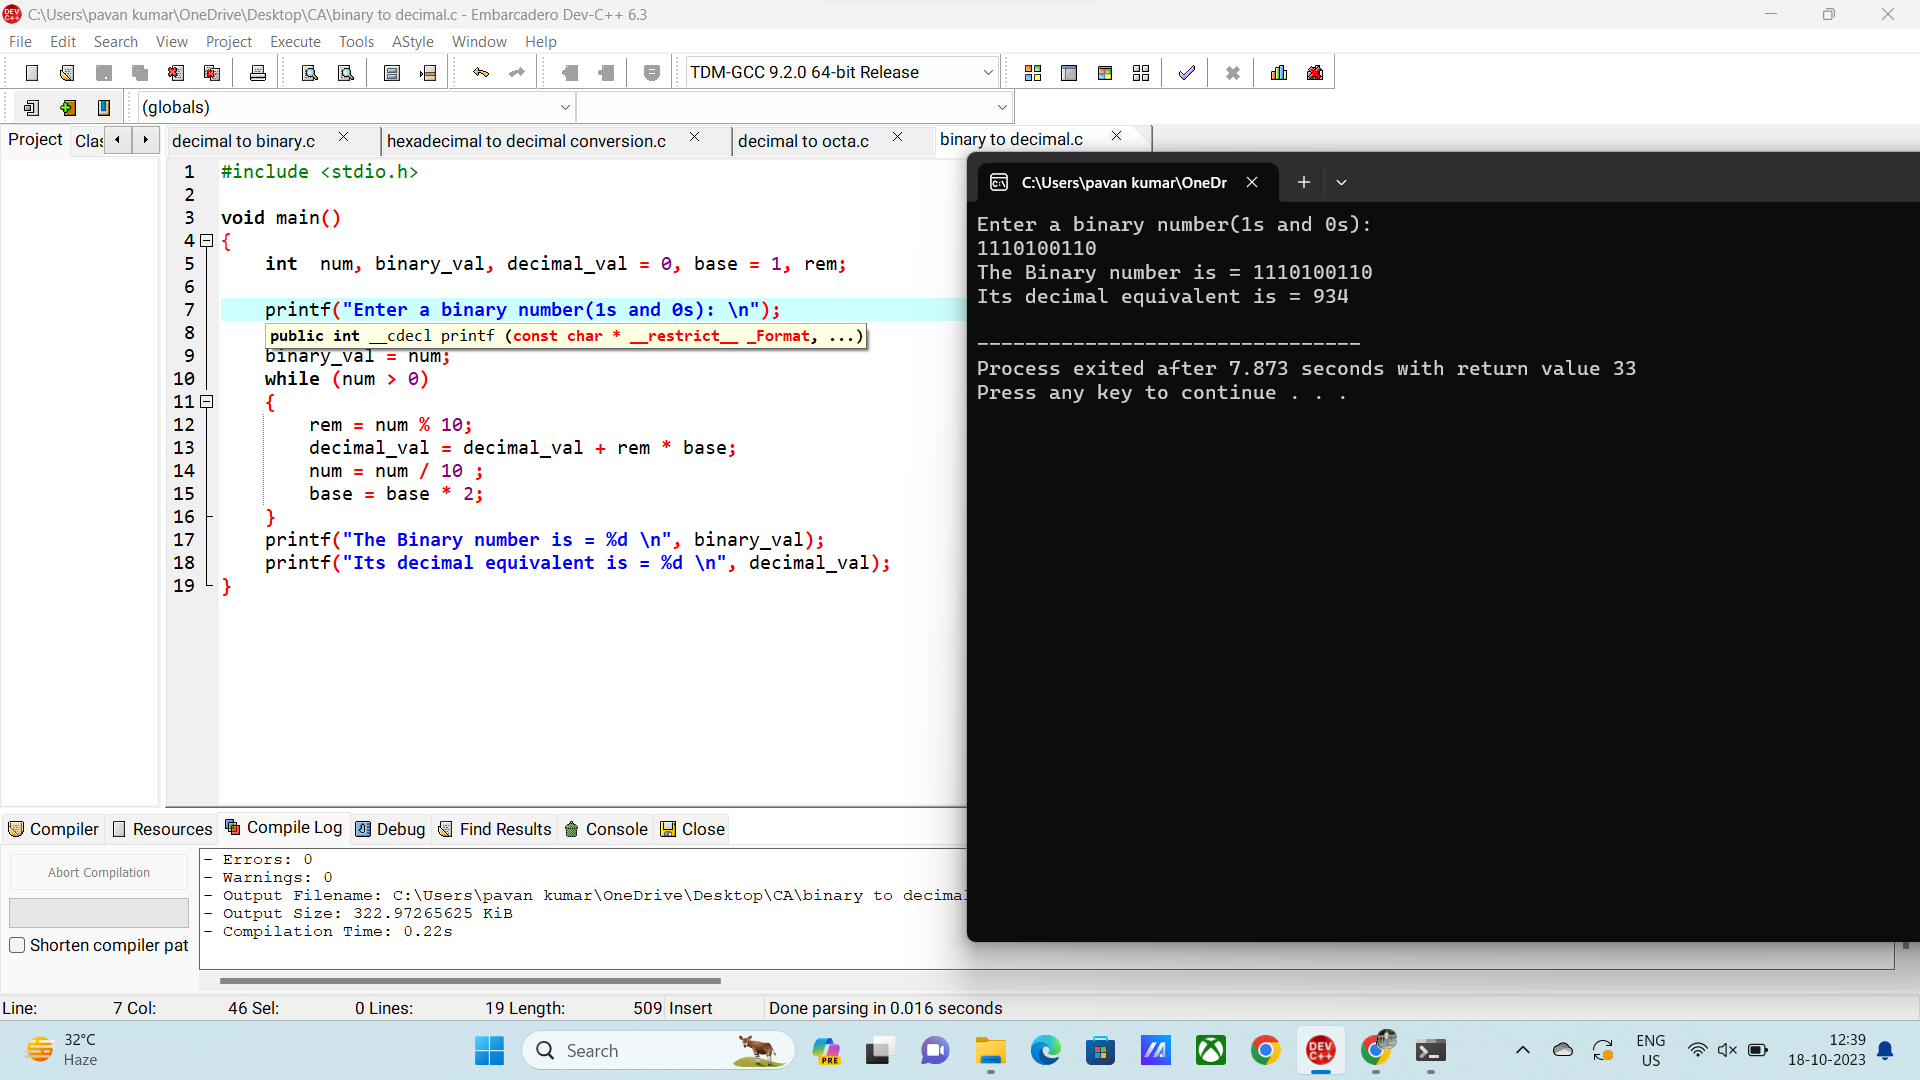 C:\Users\pavan kumar\OneDrive\Desktop\CA\binary to decimal.c - Embarcadero Dev-C++ 6.3
File Edit Search View Project Execute Tools AStyle Window Help
TDM-GCC 9.2.0 64-bit Release
(globals)
Project Clas decimal to binary.c hexadecimal to decimal conversion.c decimal to octa.c binary to decimal.c
1 #include <stdio.h>
2
3 void main()
4 {
5 int  num, binary_val, decimal_val = 0, base = 1, rem;
6
7 printf("Enter a binary number(1s and 0s): \n");
8 public int __cdecl printf (const char * __restrict__ _Format, ...)
9 binary_val = num;
10 while (num > 0)
11 {
12 rem = num % 10;
13 decimal_val = decimal_val + rem * base;
14 num = num / 10 ;
15 base = base * 2;
16 }
17 printf("The Binary number is = %d \n", binary_val);
18 printf("Its decimal equivalent is = %d \n", decimal_val);
19 }
C:\Users\pavan kumar\OneDr
Enter a binary number(1s and 0s):
1110100110
The Binary number is = 1110100110
Its decimal equivalent is = 934
--------------------------------
Process exited after 7.873 seconds with return value 33
Press any key to continue . . .
Compiler Resources Compile Log Debug Find Results Console Close
Abort Compilation
Shorten compiler pat
- Errors: 0
- Warnings: 0
- Output Filename: C:\Users\pavan kumar\OneDrive\Desktop\CA\binary to decimal
- Output Size: 322.97265625 KiB
- Compilation Time: 0.22s
Line: 7 Col: 46 Sel: 0 Lines: 19 Length: 509 Insert Done parsing in 0.016 seconds
32°C
Haze
Search
PRE
DEV C++
ENG
US
12:39
18-10-2023